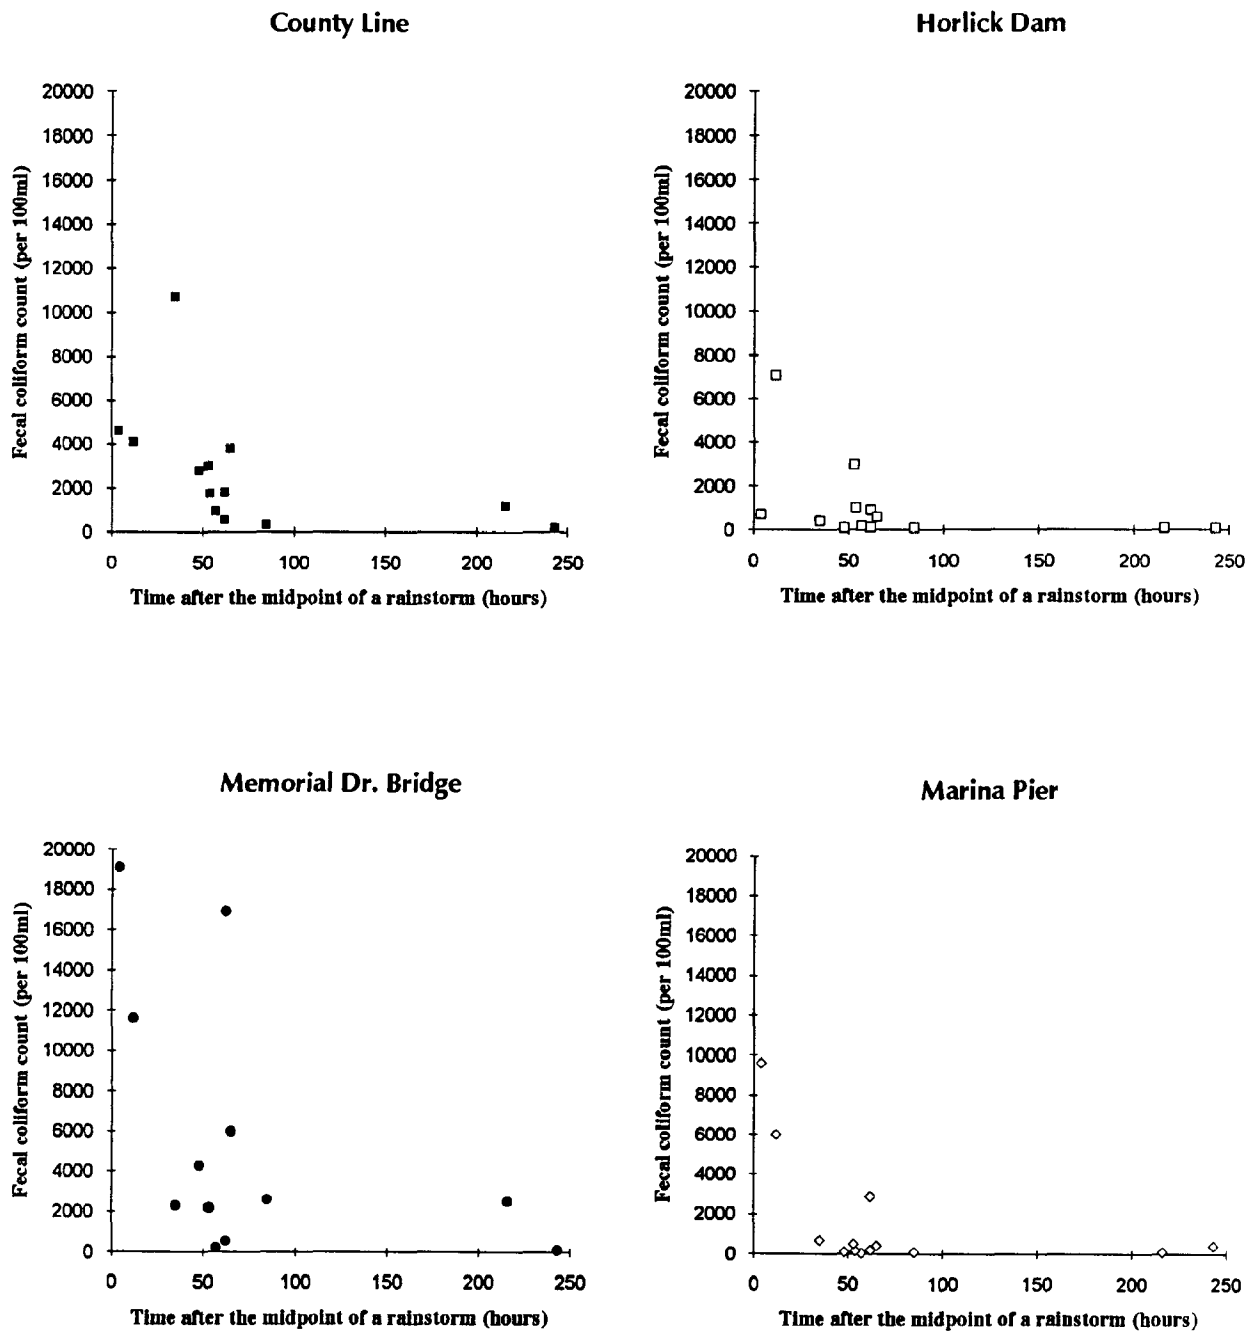 County Line
Fecal coliform count (per 100ml)
20000
18000
16000
14000
12000
10000
8000
6000
4000
2000
0
0 50 100 150 200 250
Time after the midpoint of a rainstorm (hours)
Horlick Dam
Fecal coliform count (per 100ml)
20000
18000
16000
14000
12000
10000
8000
6000
4000
2000
0
0 50 100 150 200 250
Time after the midpoint of a rainstorm (hours)
Memorial Dr. Bridge
Fecal coliform count (per 100ml)
20000
18000
16000
14000
12000
10000
8000
6000
4000
2000
0
0 50 100 150 200 250
Time after the midpoint of a rainstorm (hours)
Marina Pier
Fecal coliform count (per 100ml)
20000
18000
16000
14000
12000
10000
8000
6000
4000
2000
0
0 50 100 150 200 250
Time after the midpoint of a rainstorm (hours)